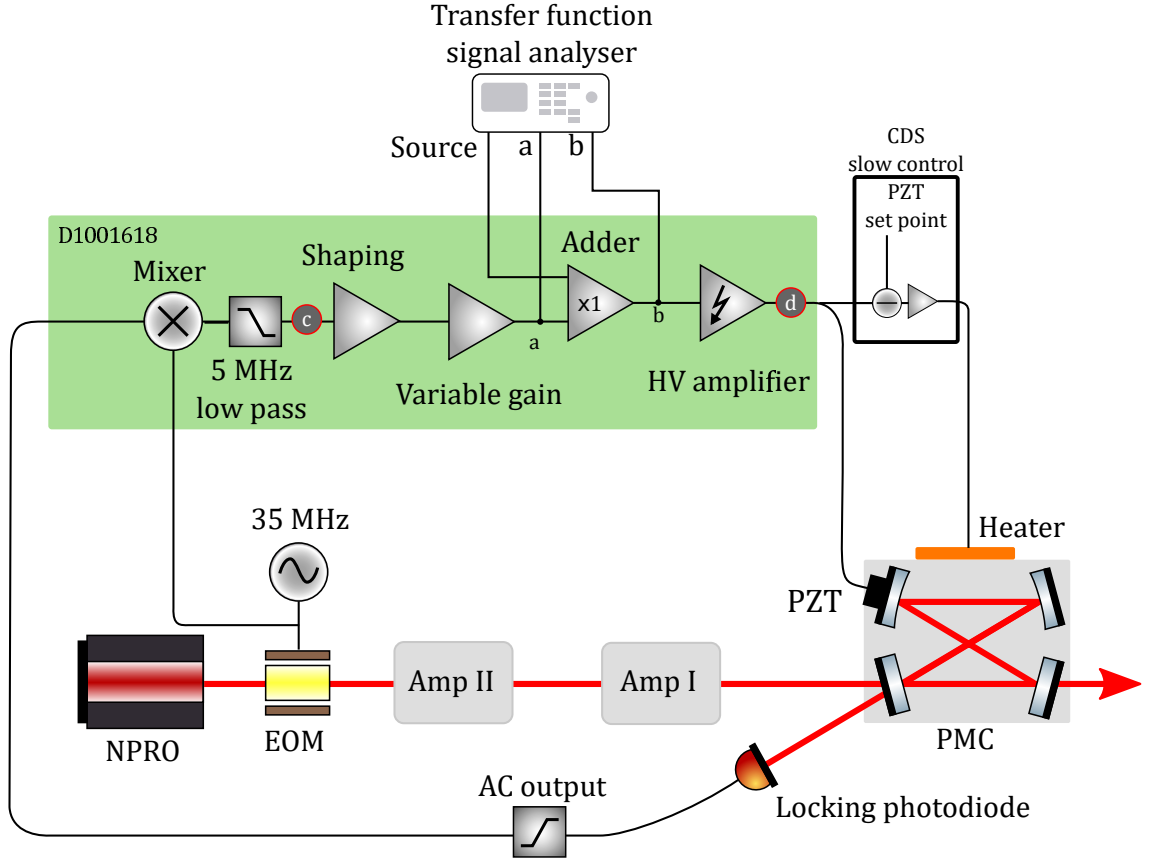 Transfer function
signal analyser
Source
a
b
CDS
slow control
PZT
set point
D1001618
Mixer
Shaping
Adder
x1
c
d
a
b
5 MHz
low pass
Variable gain
HV amplifier
35 MHz
Heater
PZT
Amp II
Amp I
NPRO
EOM
PMC
AC output
Locking photodiode